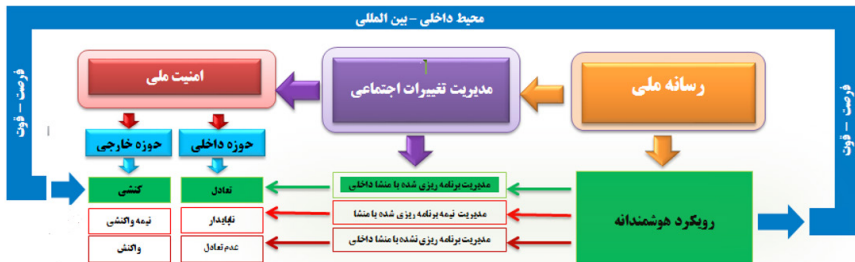 محیط داخلی – بین المللی
فرصت – قوت
رسانه ملی
مدیریت تغییرات اجتماعی
امنیت ملی
فرصت – قوت
حوزه داخلی
حوزه خارجی
رویکرد هوشمندانه
مدیریت برنامه ریزی شده با منشا داخلی
تعادل
کنشی
مدیریت نیمه برنامه ریزی شده با منشا
ناپایدار
نیمه واکنشی
مدیریت برنامه ریزی نشده با منشا داخلی
عدم تعادل
واکنش